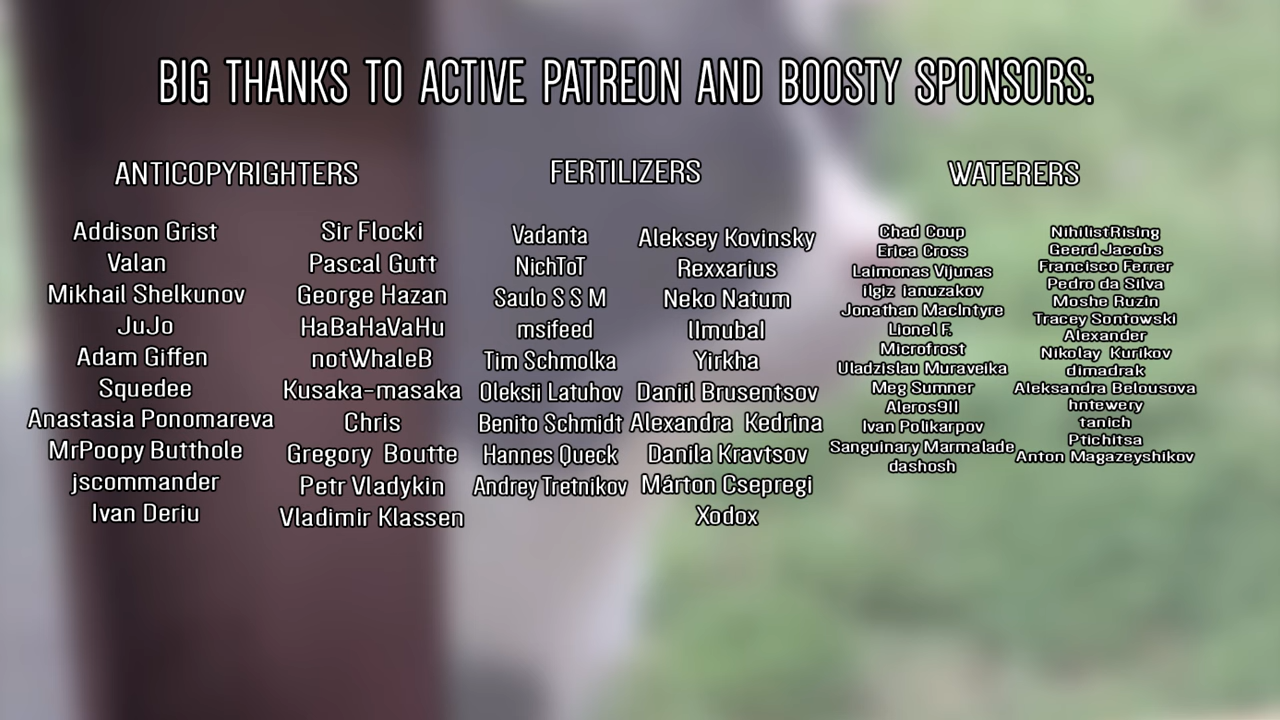 BIG THANKS TO ACTIVE PATREON AND BOOSTY SPONSORS:
ANTICOPYRIGHTERS
Addison Grist
Valan
Mikhail Shelkunov
JuJo
Adam Giffen
Squedee
Anastasia Ponomareva
MrPoopy Butthole
jscommander
Ivan Deriu
Sir Flocki
Pascal Gutt
George Hazan
HaBaHaVaHu
notWhaleB
Kusaka-masaka
Chris
Gregory Boutte
Petr Vladykin
Vladimir Klassen
FERTILIZERS
Vadanta
NichToT
Saulo S S M
msifeed
Tim Schmolka
Oleksii Latuhov
Benito Schmidt
Hannes Queck
Andrey Tretnikov
Aleksey Kovinsky
Rexxarius
Neko Natum
Ilmubal
Yirkha
Daniil Brusentsov
Alexandra Kedrina
Danila Kravtsov
Márton Csepregi
Xodox
WATERERS
Chad Coup
Erica Cross
Laimonas Vijunas
ilgiz ianuzakov
Jonathan MacIntyre
Lionel F.
Microfrost
Uladzislau Muraveika
Meg Sumner
Aleros911
Ivan Polikarpov
Sanguinary Marmalade
dashosh
NihilistRising
Geerd Jacobs
Francisco Ferrer
Pedro da Silva
Moshe Ruzin
Tracey Sontowski
Alexander
Nikolay Kurikov
dimadrak
Aleksandra Belousova
hntewery
tanich
Ptichitsa
Anton Magazeyshikov